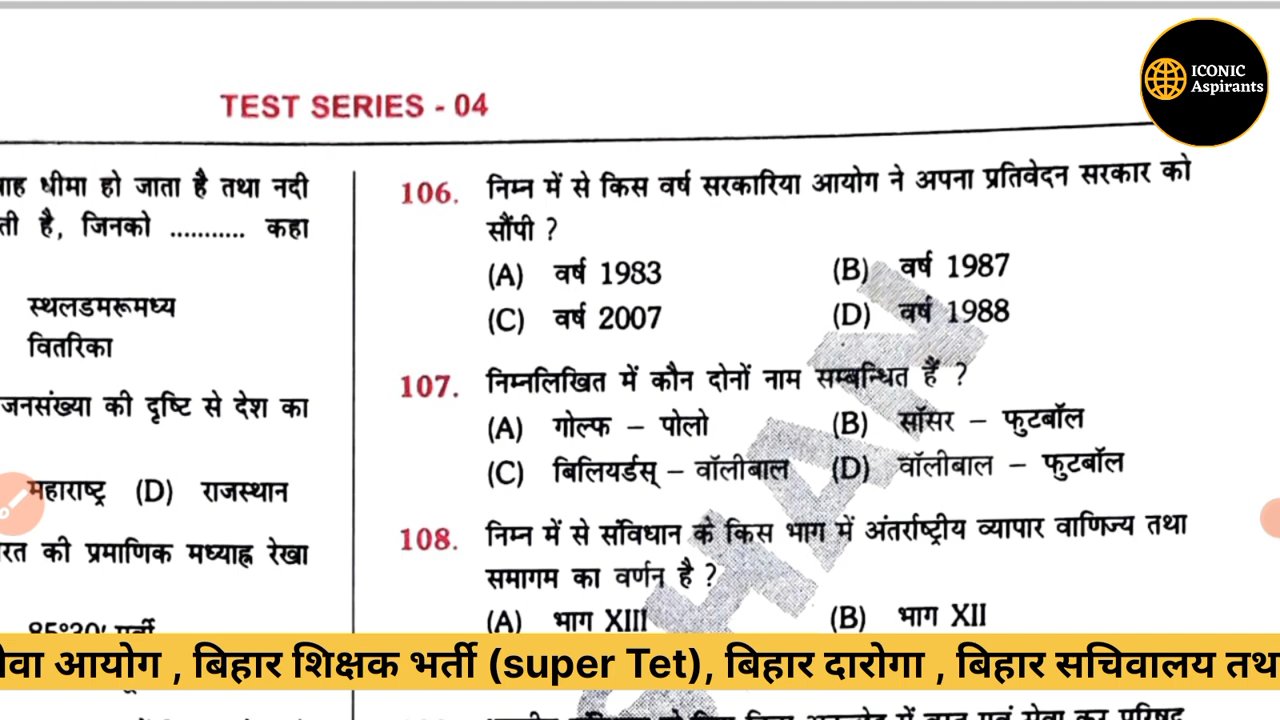 ICONIC
Aspirants
TEST SERIES - 04
धीमा हो जाता है तथा नदी
है, जिनको ........... कहा
स्थलडमरूमध्य
वितरिका
जनसंख्या की दृष्टि से देश का
महाराष्ट्र (D) राजस्थान
की प्रमाणिक मध्याह्न रेखा
106. निम्न में से किस वर्ष सरकारिया आयोग ने अपना प्रतिवेदन सरकार को
सौंपी ?
(A) वर्ष 1983 (B) वर्ष 1987
(C) वर्ष 2007 (D) वर्ष 1988
107. निम्नलिखित में कौन दोनों नाम सम्बन्धित हैं ?
(A) गोल्फ – पोलो (B) सॉसर – फुटबॉल
(C) बिलियर्डस् – वॉलीबाल (D) वॉलीबाल – फुटबॉल
108. निम्न में से संविधान के किस भाग में अंतर्राष्ट्रीय व्यापार वाणिज्य तथा
समागम का वर्णन है ?
(A) भाग XIII (B) भाग XII
आयोग , बिहार शिक्षक भर्ती (super Tet), बिहार दारोगा , बिहार सचिवालय